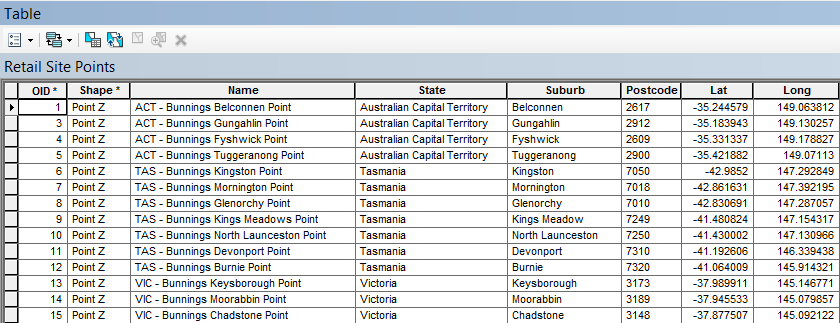 Table
Retail Site Points
OID * Shape * Name State Suburb Postcode Lat Long
1 Point Z ACT - Bunnings Belconnen Point Australian Capital Territory Belconnen 2617 -35.244579 149.063812
3 Point Z ACT - Bunnings Gungahlin Point Australian Capital Territory Gungahlin 2912 -35.183943 149.130257
4 Point Z ACT - Bunnings Fyshwick Point Australian Capital Territory Fyshwick 2609 -35.331337 149.178827
5 Point Z ACT - Bunnings Tuggeranong Point Australian Capital Territory Tuggeranong 2900 -35.421882 149.07113
6 Point Z TAS - Bunnings Kingston Point Tasmania Kingston 7050 -42.9852 147.292849
7 Point Z TAS - Bunnings Mornington Point Tasmania Mornington 7018 -42.861631 147.392195
8 Point Z TAS - Bunnings Glenorchy Point Tasmania Glenorchy 7010 -42.830691 147.287057
9 Point Z TAS - Bunnings Kings Meadows Point Tasmania Kings Meadow 7249 -41.480824 147.154317
10 Point Z TAS - Bunnings North Launceston Point Tasmania North Launceston 7250 -41.430002 147.130966
11 Point Z TAS - Bunnings Devonport Point Tasmania Devonport 7310 -41.192606 146.339438
12 Point Z TAS - Bunnings Burnie Point Tasmania Burnie 7320 -41.064009 145.914321
13 Point Z VIC - Bunnings Keysborough Point Victoria Keysborough 3173 -37.989911 145.146771
14 Point Z VIC - Bunnings Moorabbin Point Victoria Moorabbin 3189 -37.945533 145.079857
15 Point Z VIC - Bunnings Chadstone Point Victoria Chadstone 3148 -37.877507 145.092122